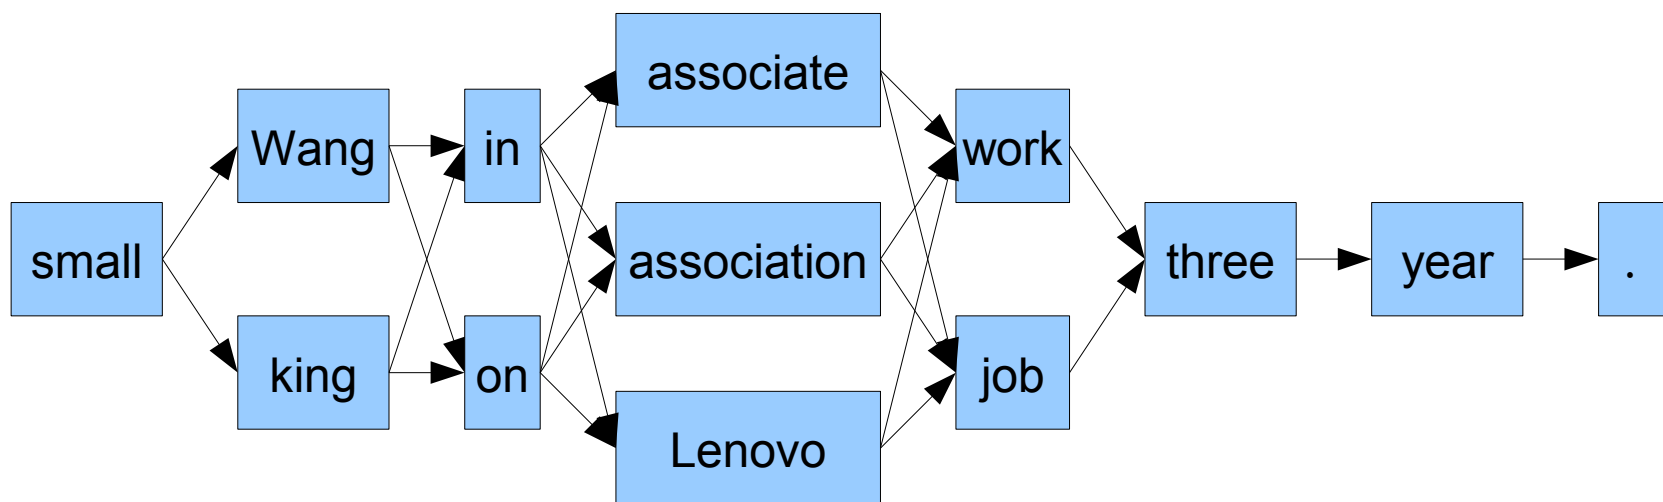 small
Wang
king
in
on
associate
association
Lenovo
work
job
three
year
.